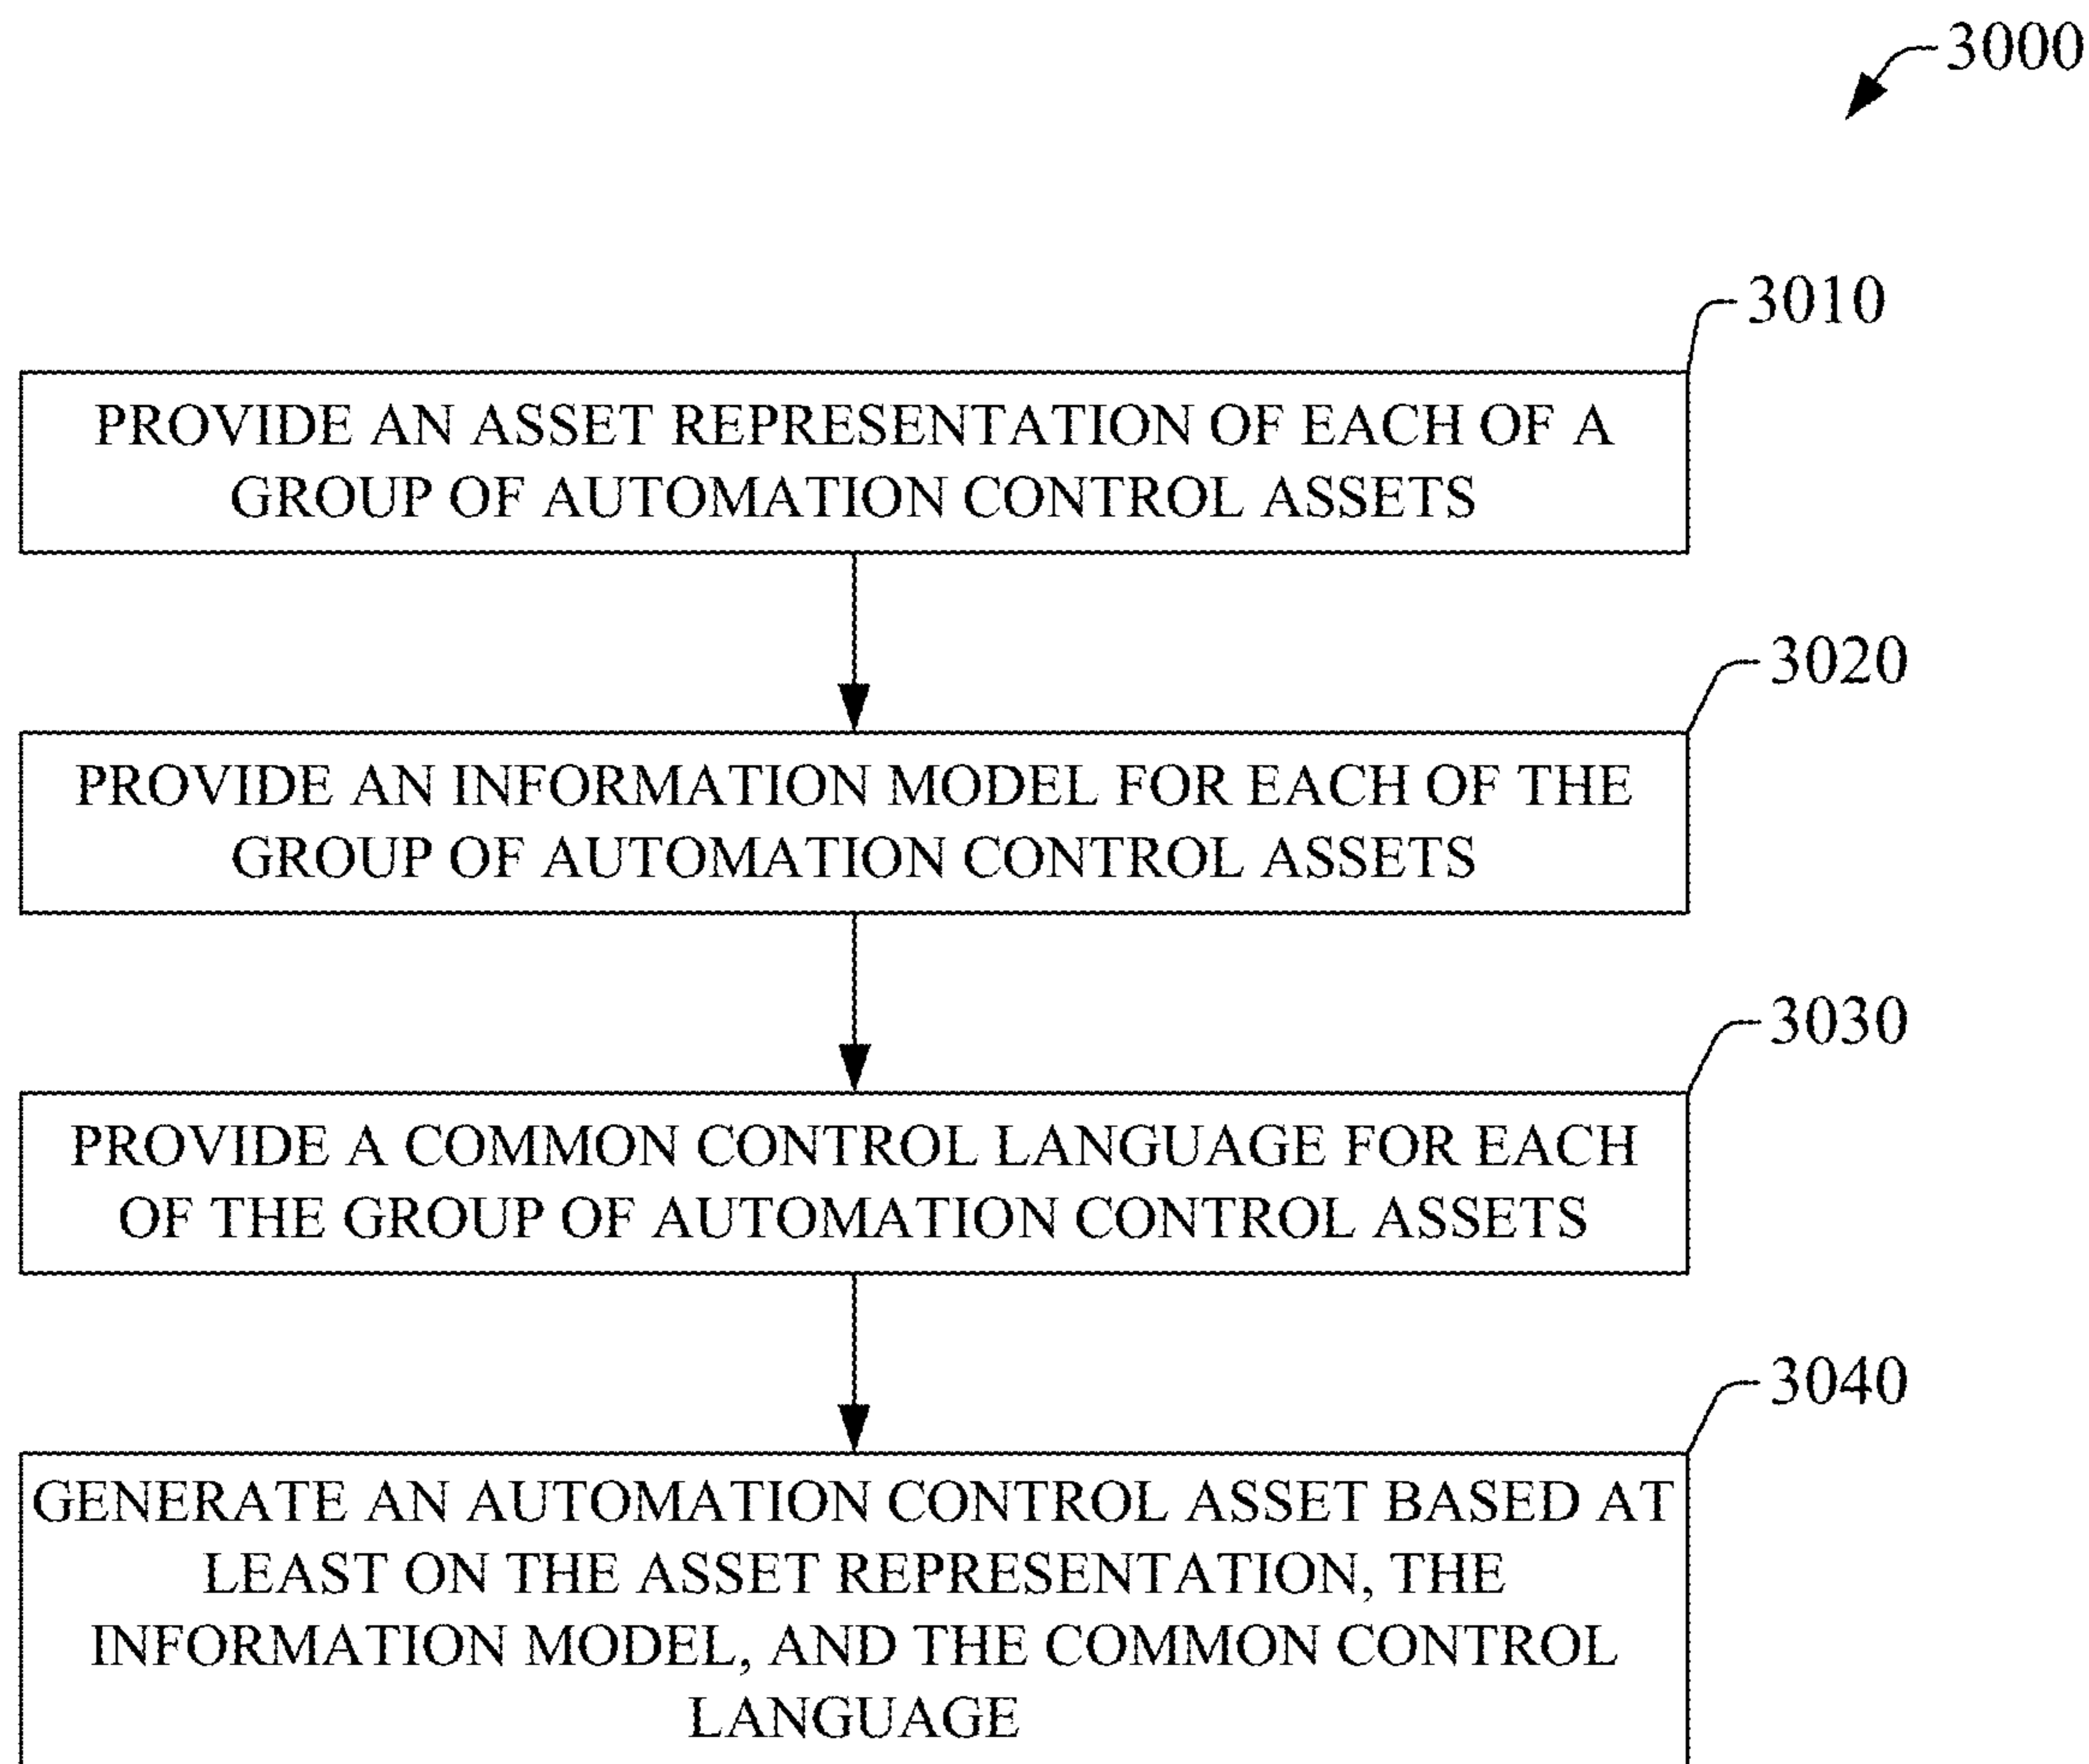 3000
3010
PROVIDE AN ASSET REPRESENTATION OF EACH OF A
GROUP OF AUTOMATION CONTROL ASSETS
3020
PROVIDE AN INFORMATION MODEL FOR EACH OF THE
GROUP OF AUTOMATION CONTROL ASSETS
3030
PROVIDE A COMMON CONTROL LANGUAGE FOR EACH
OF THE GROUP OF AUTOMATION CONTROL ASSETS
3040
GENERATE AN AUTOMATION CONTROL ASSET BASED AT
LEAST ON THE ASSET REPRESENTATION, THE
INFORMATION MODEL, AND THE COMMON CONTROL
LANGUAGE